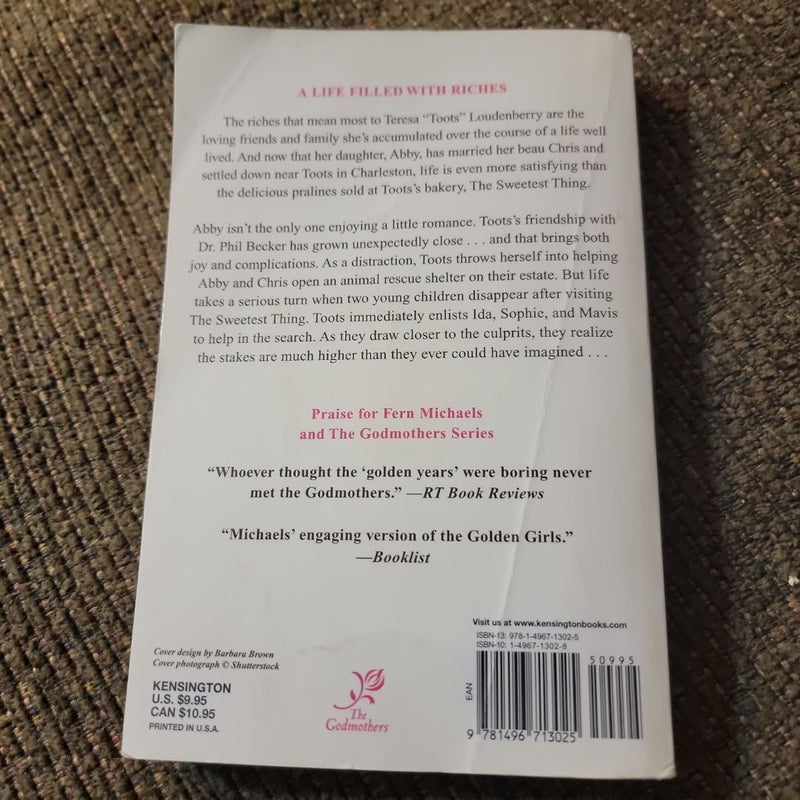 A LIFE FILLED WITH RICHES
The riches that mean most to Teresa “Toots” Loudenberry are the
loving friends and family she’s accumulated over the course of a life well
lived. And now that her daughter, Abby, has married her beau Chris and
settled down near Toots in Charleston, life is even more satisfying than
the delicious pralines sold at Toots’s bakery, The Sweetest Thing.
Abby isn’t the only one enjoying a little romance. Toots’s friendship with
Dr. Phil Becker has grown unexpectedly close . . . and that brings both
joy and complications. As a distraction, Toots throws herself into helping
Abby and Chris open an animal rescue shelter on their estate. But life
takes a serious turn when two young children disappear after visiting
The Sweetest Thing. Toots immediately enlists Ida, Sophie, and Mavis
to help in the search. As they draw closer to the culprits, they realize
the stakes are much higher than they ever could have imagined . . .
Praise for Fern Michaels
and The Godmothers Series
“Whoever thought the ‘golden years’ were boring never
met the Godmothers.” —RT Book Reviews
“Michaels’ engaging version of the Golden Girls.”
—Booklist
Cover design by Barbara Brown
Cover photograph © Shutterstock
KENSINGTON
U.S. $9.95
CAN $10.95
PRINTED IN U.S.A.
The
Godmothers
Visit us at www.kensingtonbooks.com
ISBN-13: 978-1-4967-1302-5
ISBN-10: 1-4967-1302-8
50995
EAN
9 781496 713025